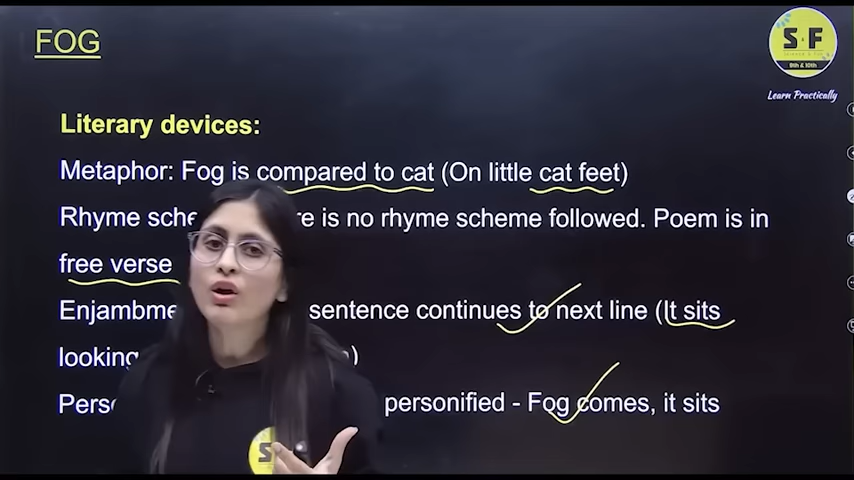 FOG
S&F
9th & 10th
Learn Practically
Literary devices:
Metaphor: Fog is compared to cat (On little cat feet)
Rhyme sche re is no rhyme scheme followed. Poem is in
free verse
Enjambme sentence continues to next line (It sits
looking )
Perso personified - Fog comes, it sits
S